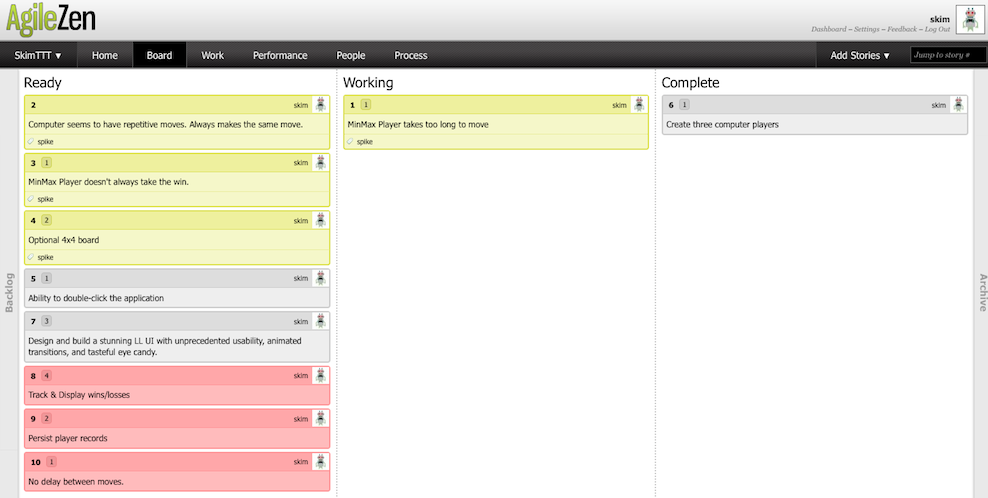 AgileZen
skim
Dashboard – Settings – Feedback – Log Out
SkimTTT ▾ Home Board Work Performance People Process Add Stories ▾ Jump to story #
Backlog
Ready
2 skim
Computer seems to have repetitive moves. Always makes the same move.
spike
3 1 skim
MinMax Player doesn't always take the win.
spike
4 2 skim
Optional 4x4 board
spike
5 1 skim
Ability to double-click the application
7 3 skim
Design and build a stunning LL UI with unprecedented usability, animated
transitions, and tasteful eye candy.
8 4 skim
Track & Display wins/losses
9 2 skim
Persist player records
10 1 skim
No delay between moves.
Working
1 1 skim
MinMax Player takes too long to move
spike
Complete
6 1 skim
Create three computer players
Archive